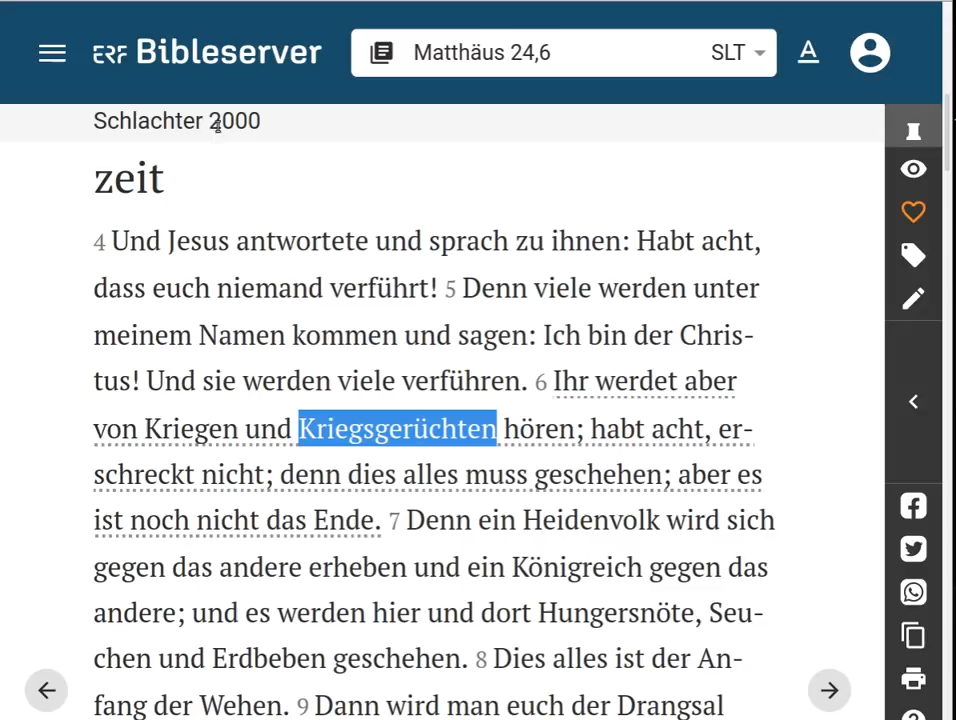 ERF Bibleserver
Matthäus 24,6
SLT
A
Schlachter 2000
zeit
4 Und Jesus antwortete und sprach zu ihnen: Habt acht,
dass euch niemand verführt! 5 Denn viele werden unter
meinem Namen kommen und sagen: Ich bin der Chris-
tus! Und sie werden viele verführen. 6 Ihr werdet aber
von Kriegen und Kriegsgerüchten hören; habt acht, er-
schreckt nicht; denn dies alles muss geschehen; aber es
ist noch nicht das Ende. 7 Denn ein Heidenvolk wird sich
gegen das andere erheben und ein Königreich gegen das
andere; und es werden hier und dort Hungersnöte, Seu-
chen und Erdbeben geschehen. 8 Dies alles ist der An-
fang der Wehen. 9 Dann wird man euch der Drangsal